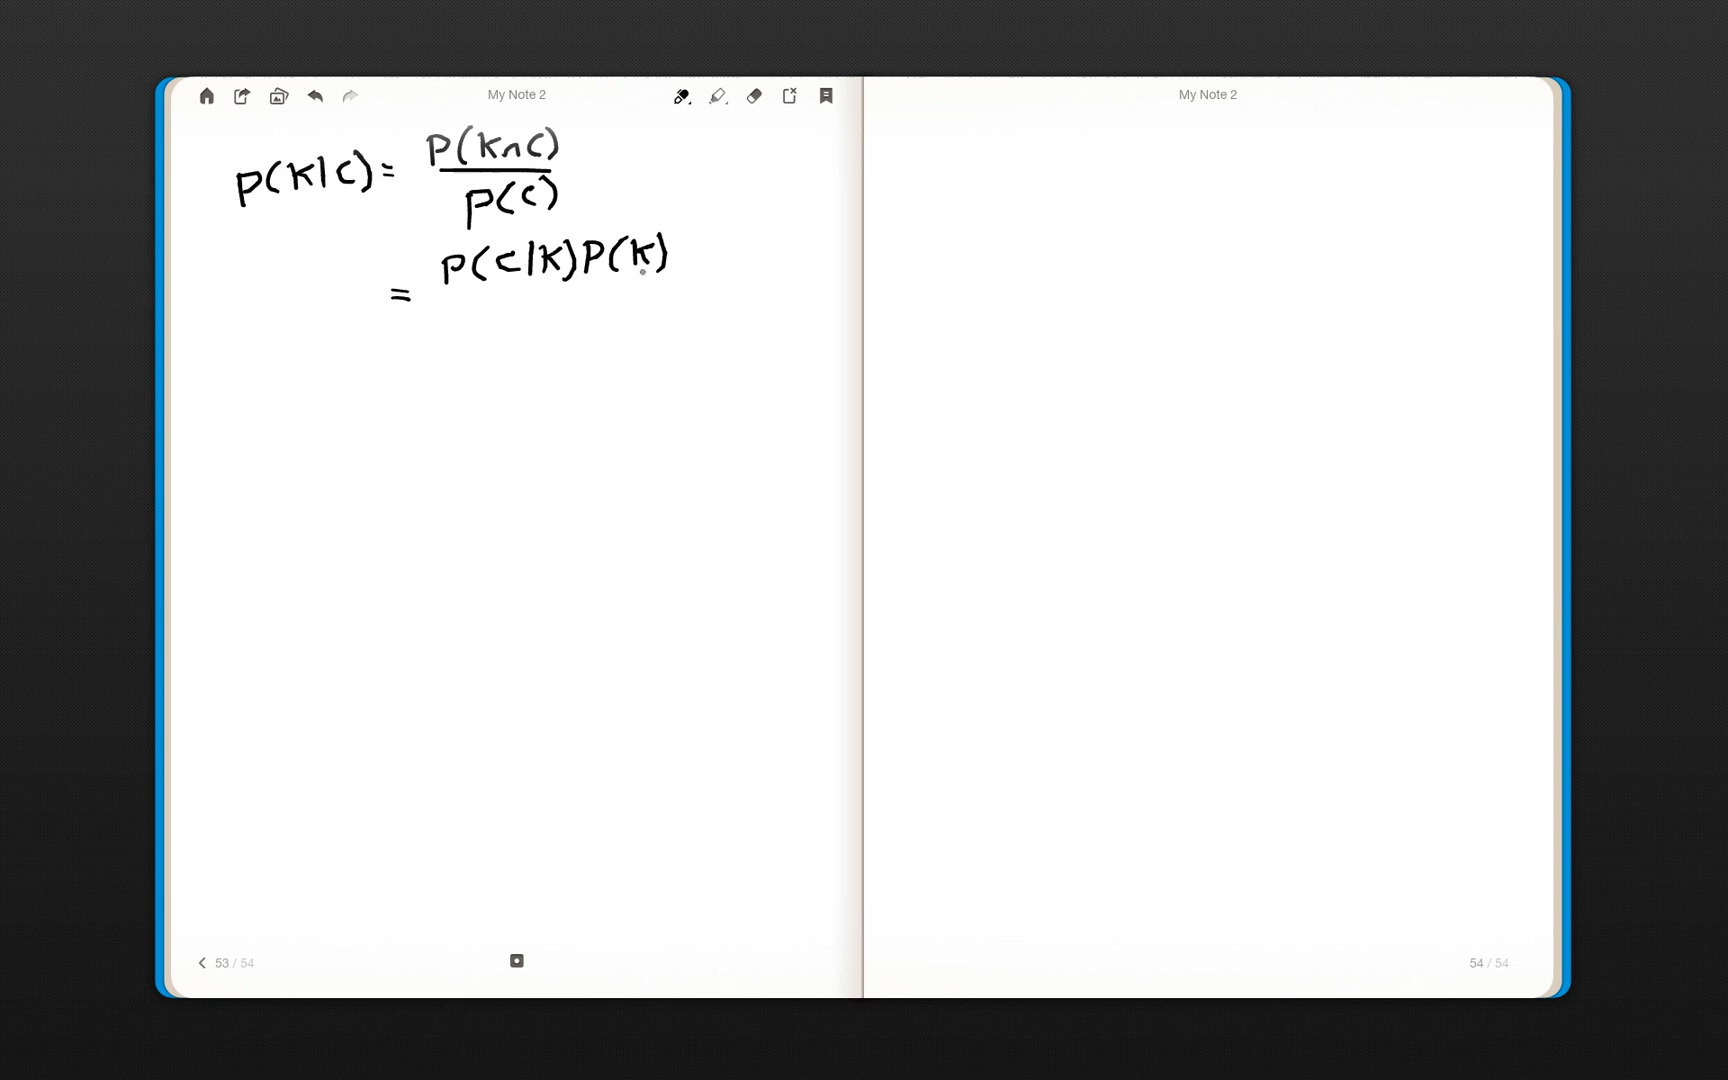 My Note 2
My Note 2
P(K|C) = P(K∩C)
P(C)
= P(C|K)P(K)
53 / 54
54 / 54